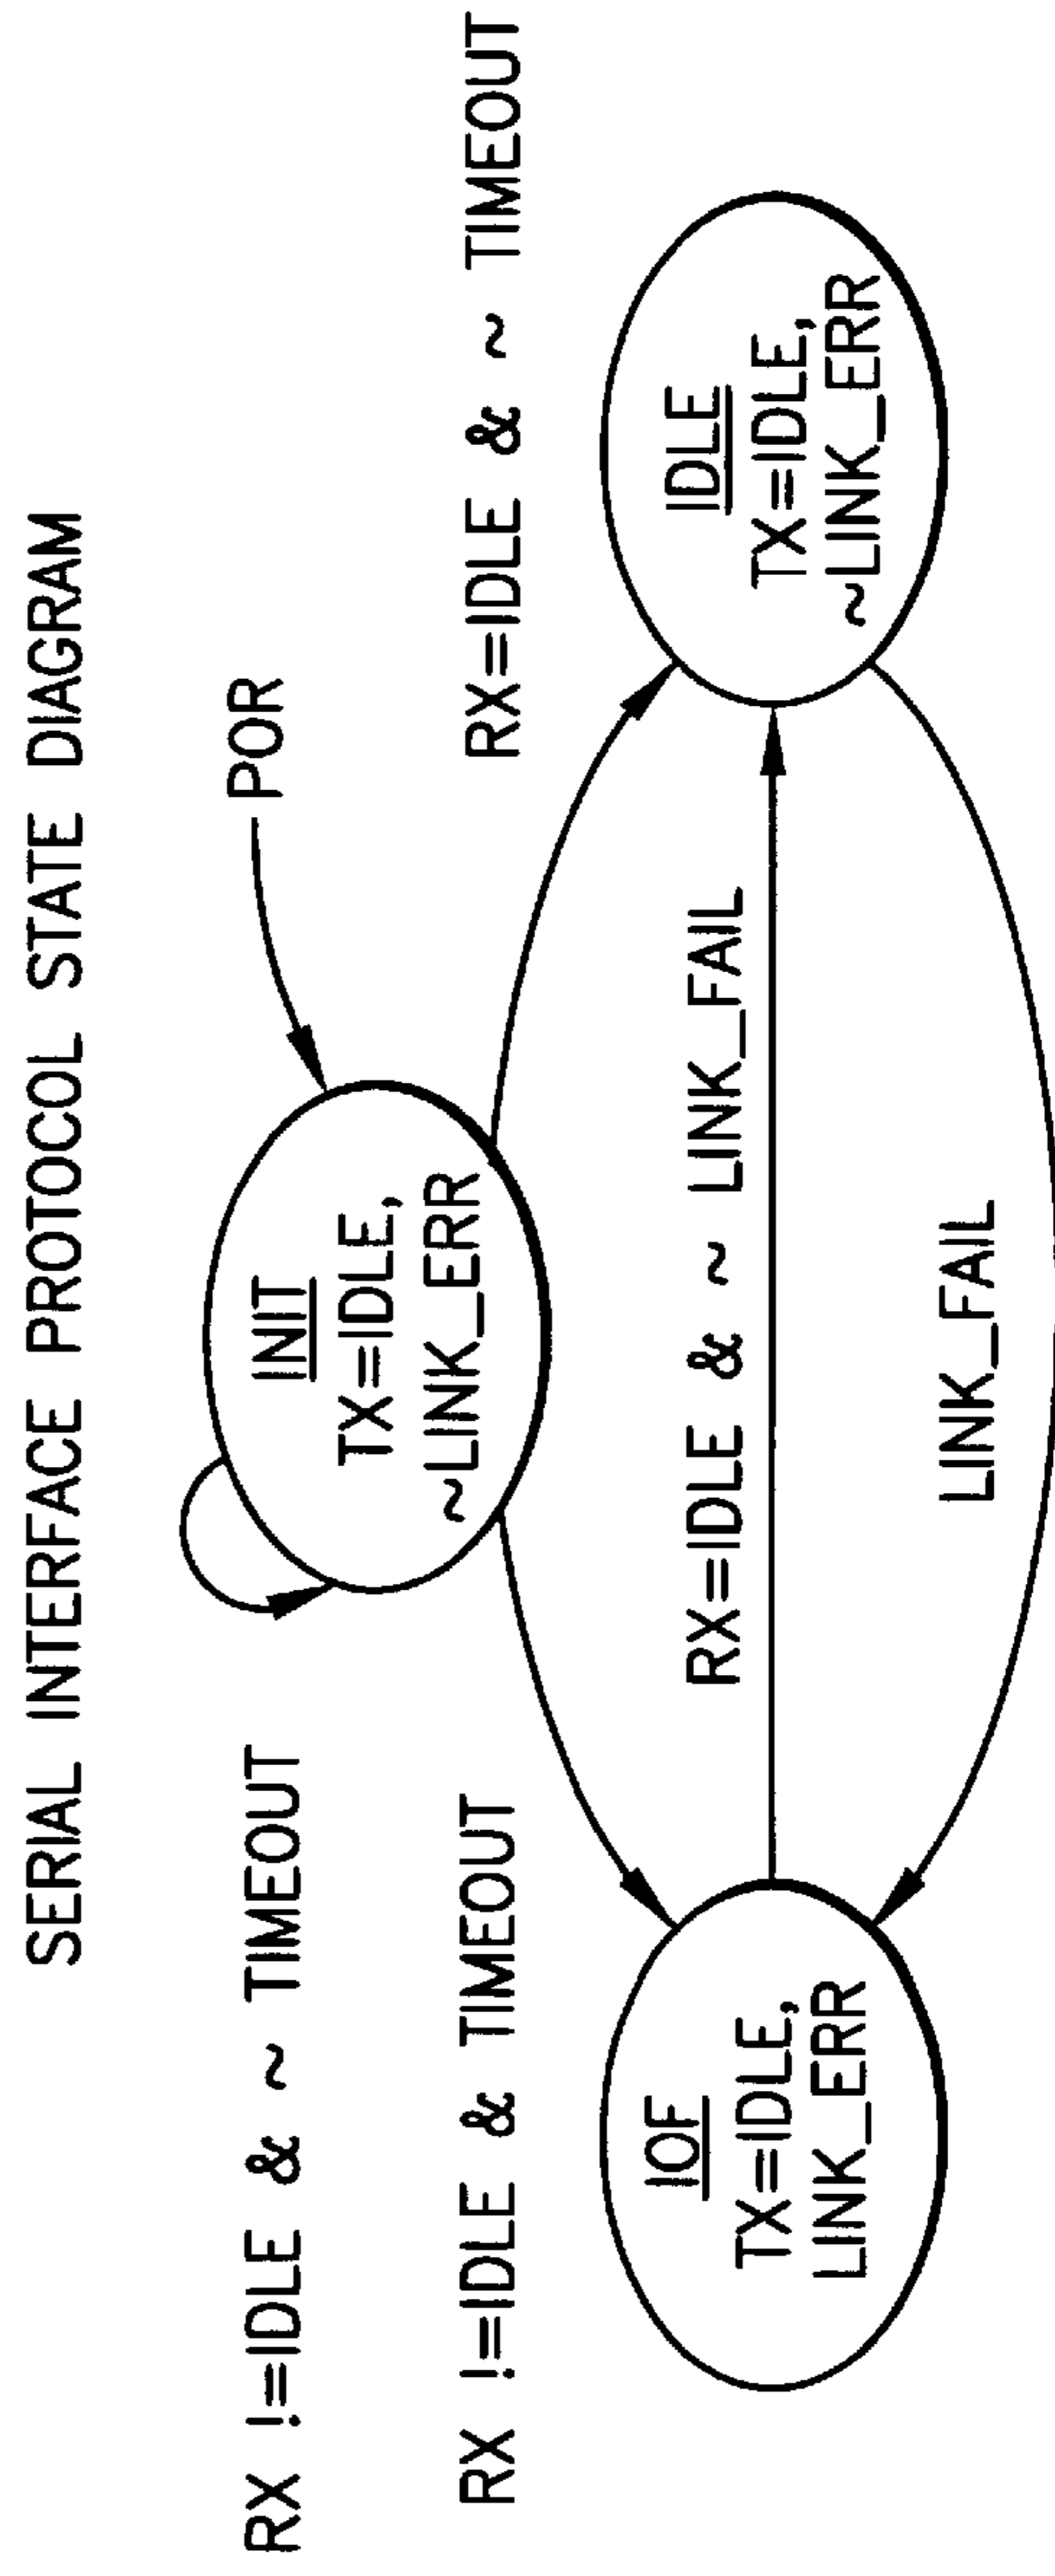 SERIAL INTERFACE PROTOCOL STATE DIAGRAM
POR
RX !=IDLE & ~ TIMEOUT
INIT
TX=IDLE,
~LINK_ERR
RX !=IDLE & TIMEOUT
RX=IDLE & ~ TIMEOUT
IOF
TX=IDLE,
LINK_ERR
RX=IDLE & ~ LINK_FAIL
IDLE
TX=IDLE,
~LINK_ERR
LINK_FAIL